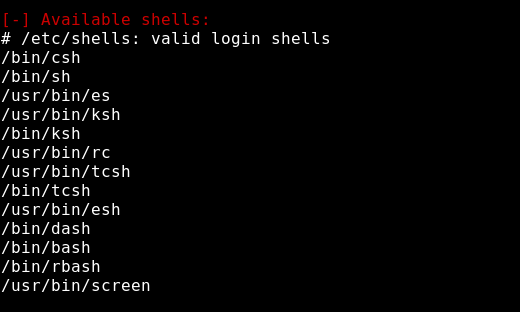 [-] Available shells:
# /etc/shells: valid login shells
/bin/csh
/bin/sh
/usr/bin/es
/usr/bin/ksh
/bin/ksh
/usr/bin/rc
/usr/bin/tcsh
/bin/tcsh
/usr/bin/esh
/bin/dash
/bin/bash
/bin/rbash
/usr/bin/screen